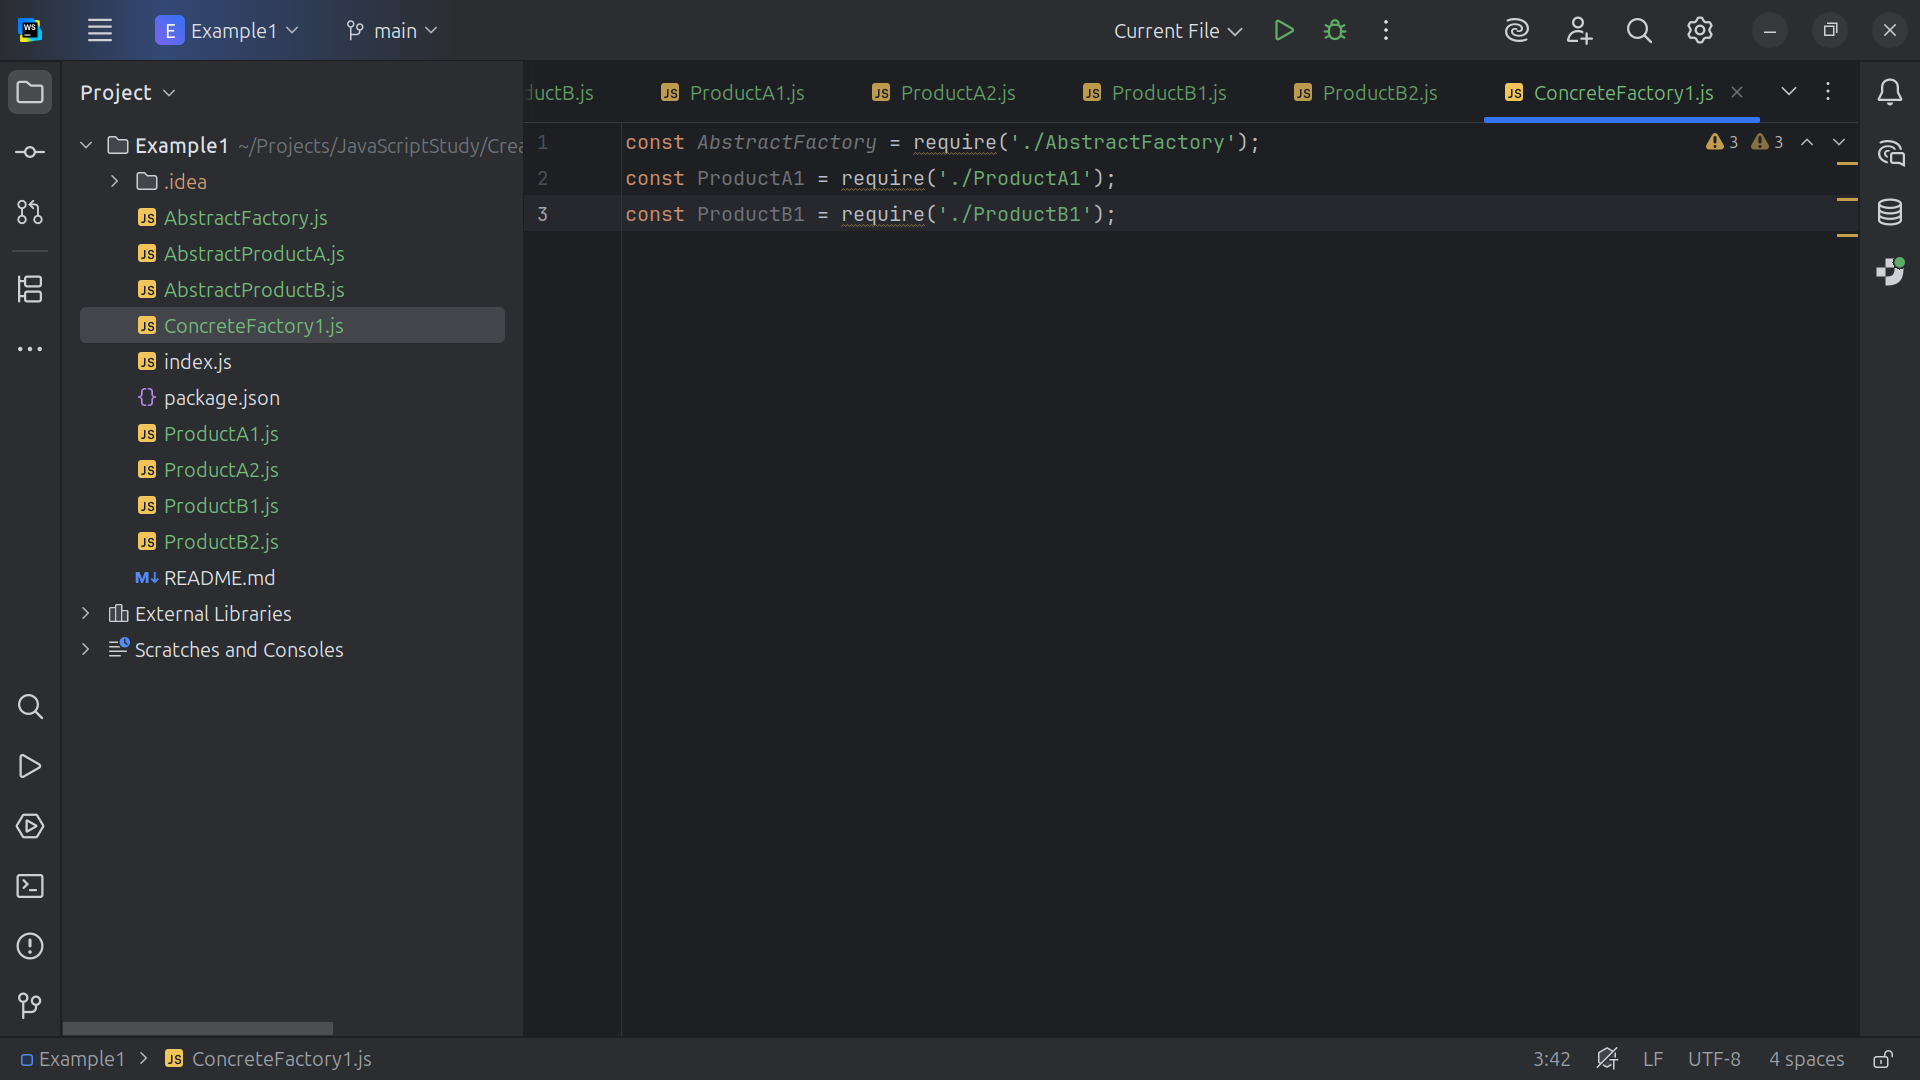 Example1
main
Current File
Project
ductB.js
ProductA1.js
ProductA2.js
ProductB1.js
ProductB2.js
ConcreteFactory1.js
Example1 ~/Projects/JavaScriptStudy/Crea
.idea
AbstractFactory.js
AbstractProductA.js
AbstractProductB.js
ConcreteFactory1.js
index.js
package.json
ProductA1.js
ProductA2.js
ProductB1.js
ProductB2.js
README.md
External Libraries
Scratches and Consoles
1 const AbstractFactory = require('./AbstractFactory');
2 const ProductA1 = require('./ProductA1');
3 const ProductB1 = require('./ProductB1');
3 3
Example1 > ConcreteFactory1.js
3:42 LF UTF-8 4 spaces